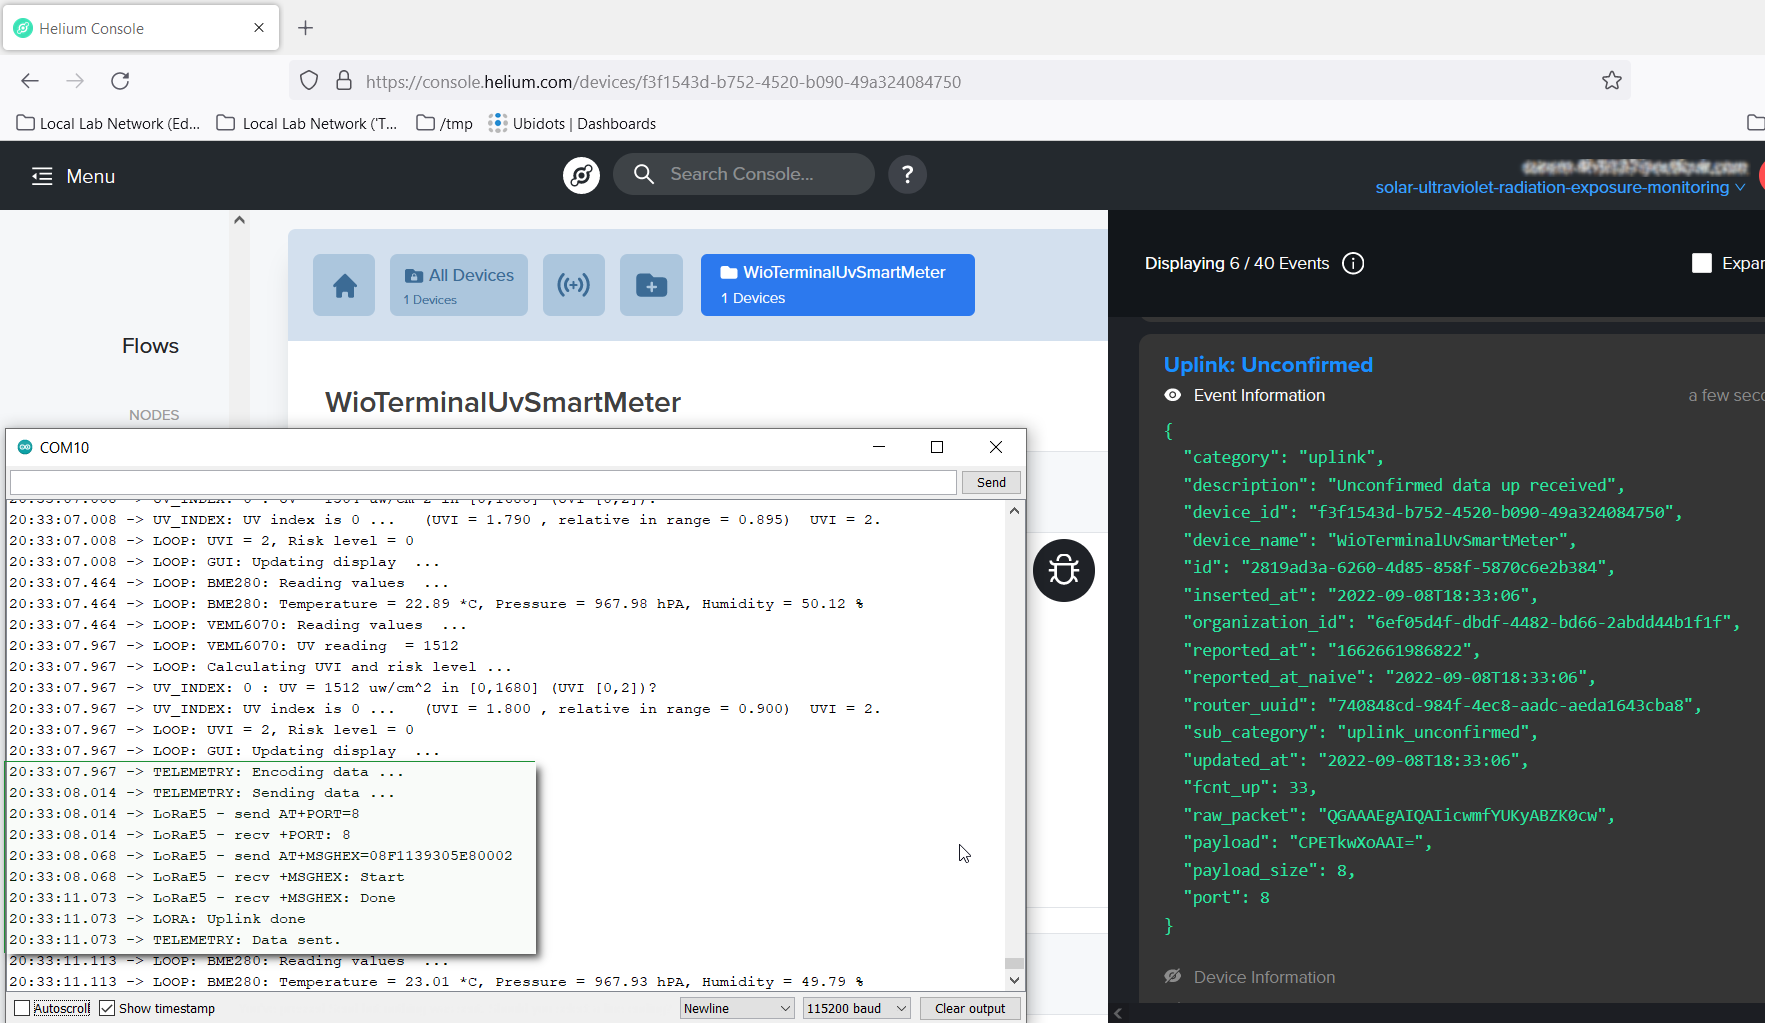 Helium Console
https://console.helium.com/devices/f3f1543d-b752-4520-b090-49a324084750
Local Lab Network (Ed...
Local Lab Network ('T...
/tmp
Ubidots | Dashboards
Menu
Search Console...
?
solar-ultraviolet-radiation-exposure-monitoring
Flows
NODES
All Devices
1 Devices
WioTerminalUvSmartMeter
1 Devices
WioTerminalUvSmartMeter
Displaying 6 / 40 Events
Expan
Uplink: Unconfirmed
Event Information
a few seco
{
"category": "uplink",
"description": "Unconfirmed data up received",
"device_id": "f3f1543d-b752-4520-b090-49a324084750",
"device_name": "WioTerminalUvSmartMeter",
"id": "2819ad3a-6260-4d85-858f-5870c6e2b384",
"inserted_at": "2022-09-08T18:33:06",
"organization_id": "6ef05d4f-dbdf-4482-bd66-2abdd44b1f1f",
"reported_at": "1662661986822",
"reported_at_naive": "2022-09-08T18:33:06",
"router_uuid": "740848cd-984f-4ec8-aadc-aeda1643cba8",
"sub_category": "uplink_unconfirmed",
"updated_at": "2022-09-08T18:33:06",
"fcnt_up": 33,
"raw_packet": "QGAAAEgAIQAIicwmfYUKyABZK0cw",
"payload": "CPETkwXoAAI=",
"payload_size": 8,
"port": 8
}
Device Information
COM10
Send
20:33:07.008 -> UV_INDEX: 0 : UV = 1504 uw/cm^2 in [0,1680] (UVI [0,2])?
20:33:07.008 -> UV_INDEX: UV index is 0 ... (UVI = 1.790 , relative in range = 0.895) UVI = 2.
20:33:07.008 -> LOOP: UVI = 2, Risk level = 0
20:33:07.008 -> LOOP: GUI: Updating display ...
20:33:07.464 -> LOOP: BME280: Reading values ...
20:33:07.464 -> LOOP: BME280: Temperature = 22.89 *C, Pressure = 967.98 hPA, Humidity = 50.12 %
20:33:07.464 -> LOOP: VEML6070: Reading values ...
20:33:07.967 -> LOOP: VEML6070: UV reading = 1512
20:33:07.967 -> LOOP: Calculating UVI and risk level ...
20:33:07.967 -> UV_INDEX: 0 : UV = 1512 uw/cm^2 in [0,1680] (UVI [0,2])?
20:33:07.967 -> UV_INDEX: UV index is 0 ... (UVI = 1.800 , relative in range = 0.900) UVI = 2.
20:33:07.967 -> LOOP: UVI = 2, Risk level = 0
20:33:07.967 -> LOOP: GUI: Updating display ...
20:33:07.967 -> TELEMETRY: Encoding data ...
20:33:08.014 -> TELEMETRY: Sending data ...
20:33:08.014 -> LoRaE5 - send AT+PORT=8
20:33:08.014 -> LoRaE5 - recv +PORT: 8
20:33:08.068 -> LoRaE5 - send AT+MSGHEX=08F1139305E80002
20:33:08.068 -> LoRaE5 - recv +MSGHEX: Start
20:33:11.073 -> LoRaE5 - recv +MSGHEX: Done
20:33:11.073 -> LORA: Uplink done
20:33:11.073 -> TELEMETRY: Data sent.
20:33:11.113 -> LOOP: BME280: Reading values ...
20:33:11.113 -> LOOP: BME280: Temperature = 23.01 *C, Pressure = 967.93 hPA, Humidity = 49.79 %
Autoscroll
Show timestamp
Newline
115200 baud
Clear output